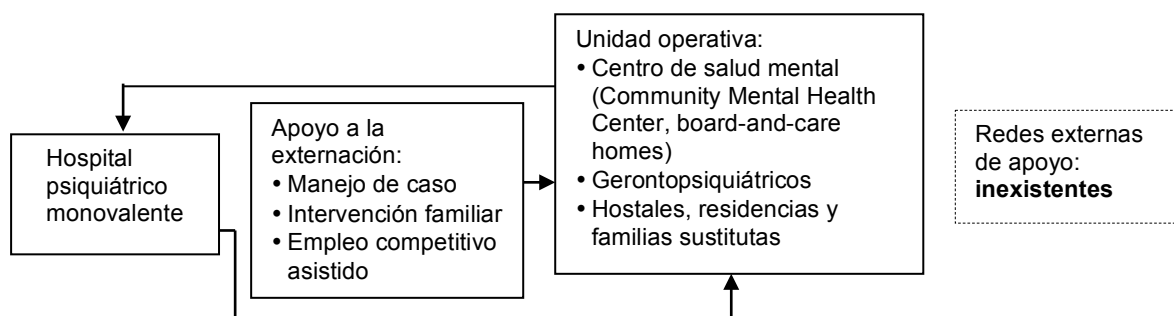 Hospital
psiquiátrico
monovalente
Apoyo a la
externación:
• Manejo de caso
• Intervención familiar
• Empleo competitivo
asistido
Unidad operativa:
• Centro de salud mental
(Community Mental Health
Center, board-and-care
homes)
• Gerontopsiquiátricos
• Hostales, residencias y
familias sustitutas
Redes externas
de apoyo:
inexistentes